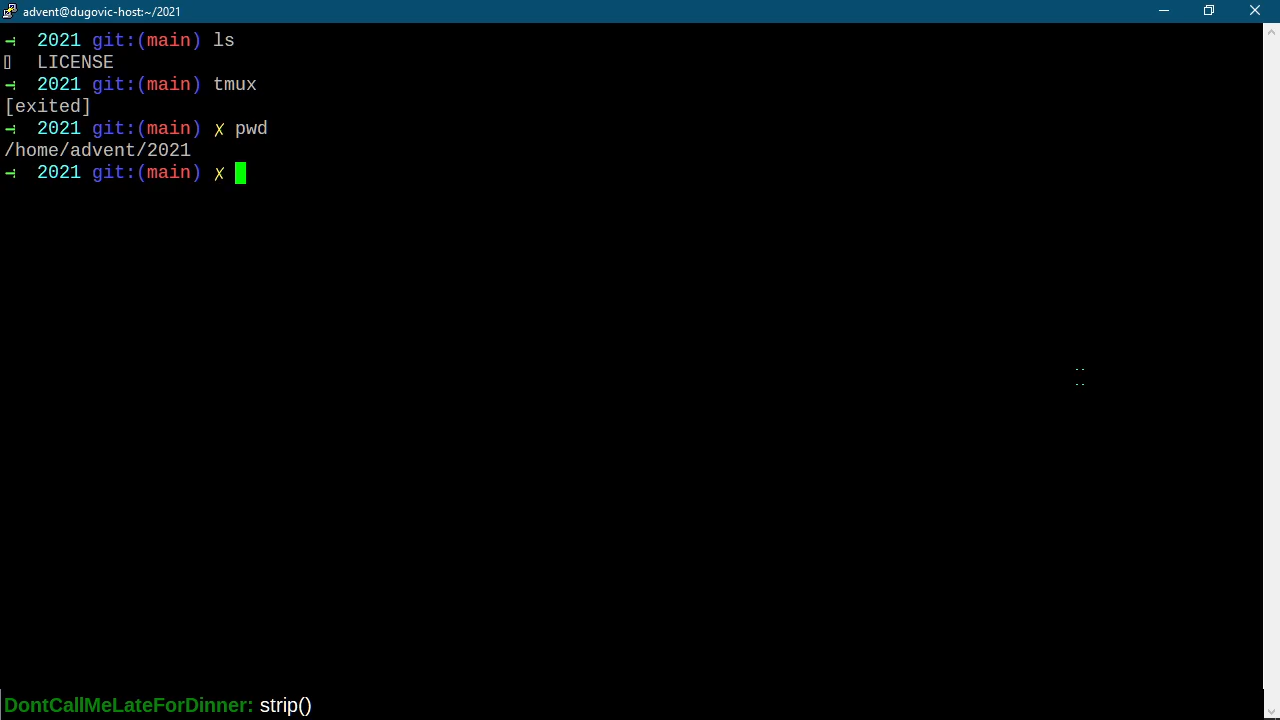 advent@dugovic-host:~/2021
→ 2021 git:(main) ls
LICENSE
→ 2021 git:(main) tmux
[exited]
→ 2021 git:(main) ✗ pwd
/home/advent/2021
→ 2021 git:(main) ✗
DontCallMeLateForDinner: strip()